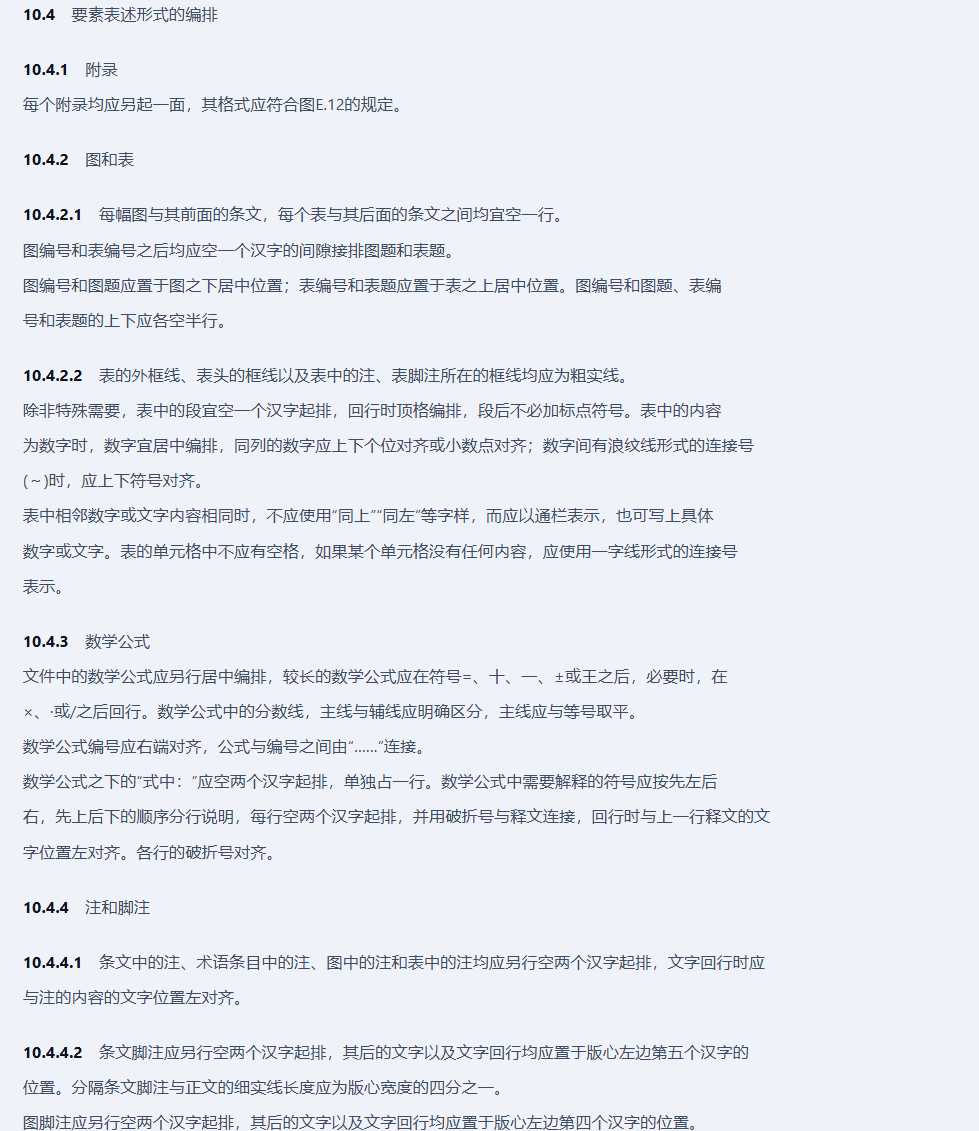 10.4 要素表述形式的编排
10.4.1 附录
每个附录均应另起一面，其格式应符合图E.12的规定。
10.4.2 图和表
10.4.2.1 每幅图与其前面的条文，每个表与其后面的条文之间均宜空一行。
图编号和表编号之后均应空一个汉字的间隙接排图题和表题。
图编号和图题应置于图之下居中位置；表编号和表题应置于表之上居中位置。图编号和图题、表编
号和表题的上下应各空半行。
10.4.2.2 表的外框线、表头的框线以及表中的注、表脚注所在的框线均应为粗实线。
除非特殊需要，表中的段宜空一个汉字起排，回行时顶格编排，段后不必加标点符号。表中的内容
为数字时，数字宜居中编排，同列的数字应上下个位对齐或小数点对齐；数字间有浪纹线形式的连接号
(～)时，应上下符号对齐。
表中相邻数字或文字内容相同时，不应使用“同上”“同左”等字样，而应以通栏表示，也可写上具体
数字或文字。表的单元格中不应有空格，如果某个单元格没有任何内容，应使用一字线形式的连接号
表示。
10.4.3 数学公式
文件中的数学公式应另行居中编排，较长的数学公式应在符号=、十、一、±或王之后，必要时，在
×、·或/之后回行。数学公式中的分数线，主线与辅线应明确区分，主线应与等号取平。
数学公式编号应右端对齐，公式与编号之间由“……”连接。
数学公式之下的“式中：”应空两个汉字起排，单独占一行。数学公式中需要解释的符号应按先左后
右，先上后下的顺序分行说明，每行空两个汉字起排，并用破折号与释文连接，回行时与上一行释文的文
字位置左对齐。各行的破折号对齐。
10.4.4 注和脚注
10.4.4.1 条文中的注、术语条目中的注、图中的注和表中的注均应另行空两个汉字起排，文字回行时应
与注的内容的文字位置左对齐。
10.4.4.2 条文脚注应另行空两个汉字起排，其后的文字以及文字回行均应置于版心左边第五个汉字的
位置。分隔条文脚注与正文的细实线长度应为版心宽度的四分之一。
图脚注应另行空两个汉字起排，其后的文字以及文字回行均应置于版心左边第四个汉字的位置。